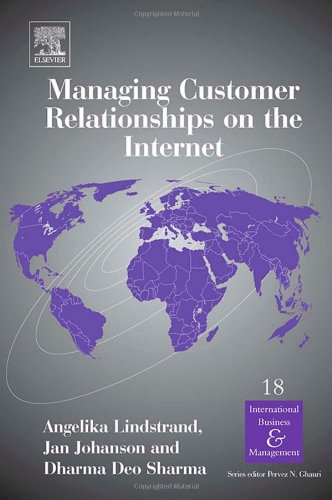 ELSEVIER
Managing Customer
Relationships on the
Internet
18
International
Business
&
Management
Angelika Lindstrand,
Jan Johanson and
Dharma Deo Sharma
Series editor Pervez N. Ghauri